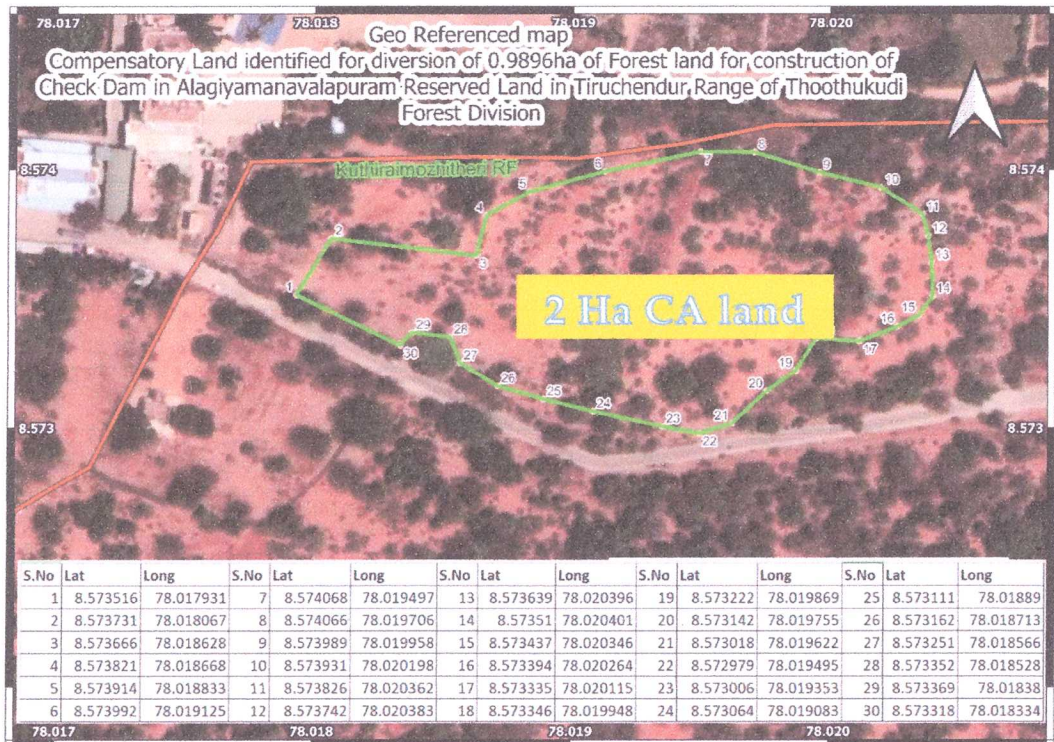 78.017 78.018 78.019 78.020
Geo Referenced map
Compensatory Land identified for diversion of 0.9896ha of Forest land for construction of
Check Dam in Alagiyamanavalapuram Reserved Land in Tiruchendur Range of Thoothukudi
Forest Division
8.574 8.574
Kuthiraimozhitheri RF
1
2
3
4
5
6
7
8
9
10
11
12
13
14
15
16
17
19
20
21
22
23
24
25
26
27
28
29
30
2 Ha CA land
8.573 8.573
S.No Lat Long S.No Lat Long S.No Lat Long S.No Lat Long S.No Lat Long
1 8.573516 78.017931 7 8.574068 78.019497 13 8.573639 78.020396 19 8.573222 78.019869 25 8.573111 78.01889
2 8.573731 78.018067 8 8.574066 78.019706 14 8.57351 78.020401 20 8.573142 78.019755 26 8.573162 78.018713
3 8.573666 78.018628 9 8.573989 78.019958 15 8.573437 78.020346 21 8.573018 78.019622 27 8.573251 78.018566
4 8.573821 78.018668 10 8.573931 78.020198 16 8.573394 78.020264 22 8.572979 78.019495 28 8.573352 78.018528
5 8.573914 78.018833 11 8.573826 78.020362 17 8.573335 78.020115 23 8.573006 78.019353 29 8.573369 78.01838
6 8.573992 78.019125 12 8.573742 78.020383 18 8.573346 78.019948 24 8.573064 78.019083 30 8.573318 78.018334
78.017 78.018 78.019 78.020